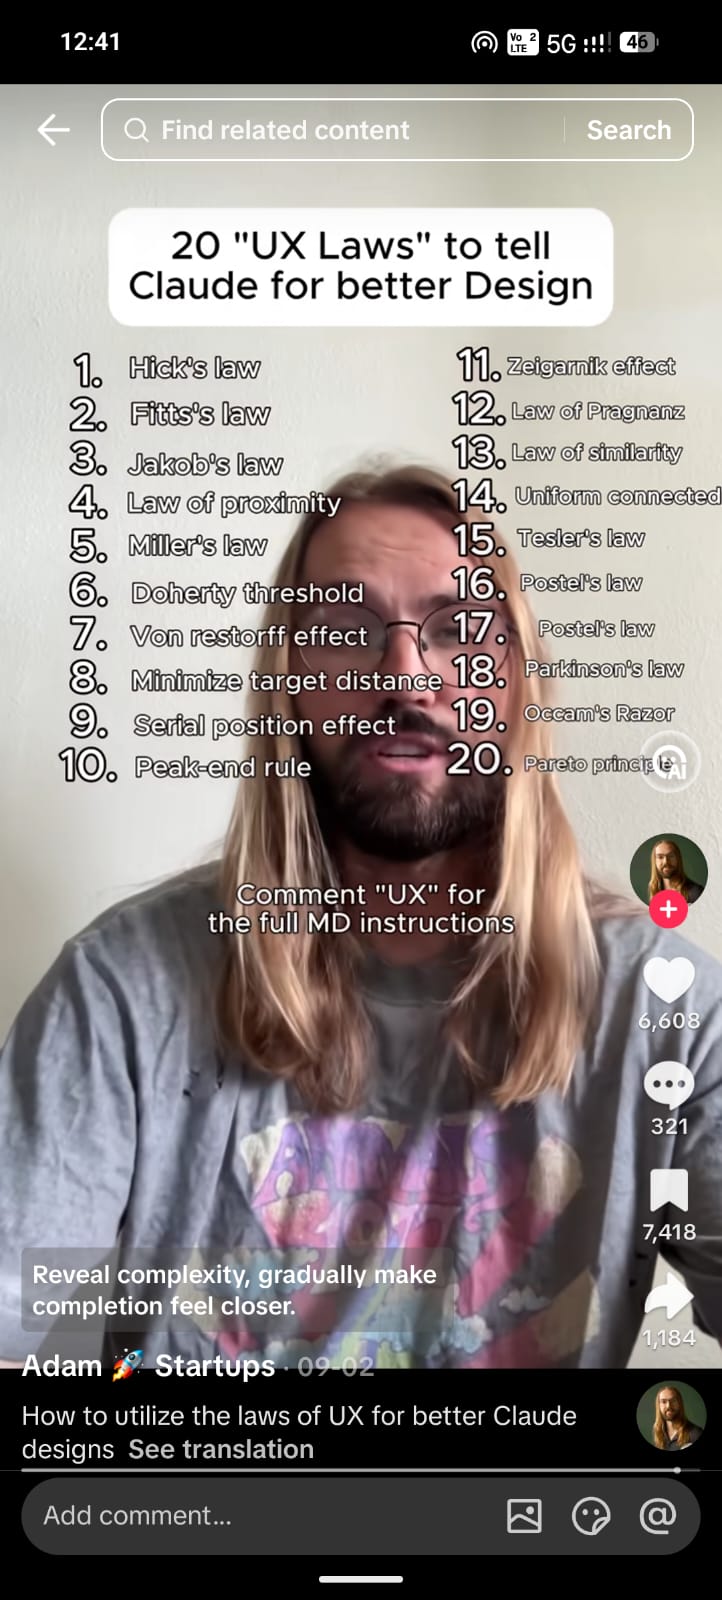 12:41
Vo 2
LTE
5G
46
Find related content
Search
20 "UX Laws" to tell
Claude for better Design
1. Hick's law
2. Fitts's law
3. Jakob's law
4. Law of proximity
5. Miller's law
6. Doherty threshold
7. Von restorff effect
8. Minimize target distance
9. Serial position effect
10. Peak-end rule
11. Zeigarnik effect
12. Law of Pragnanz
13. Law of similarity
14. Uniform connected
15. Tesler's law
16. Postel's law
17. Postel's law
18. Parkinson's law
19. Occam's Razor
20. Pareto principle
AI
Comment "UX" for
the full MD instructions
6,608
321
7,418
1,184
Reveal complexity, gradually make
completion feel closer.
Adam 🚀 Startups · 09-02
How to utilize the laws of UX for better Claude
designs See translation
Add comment...